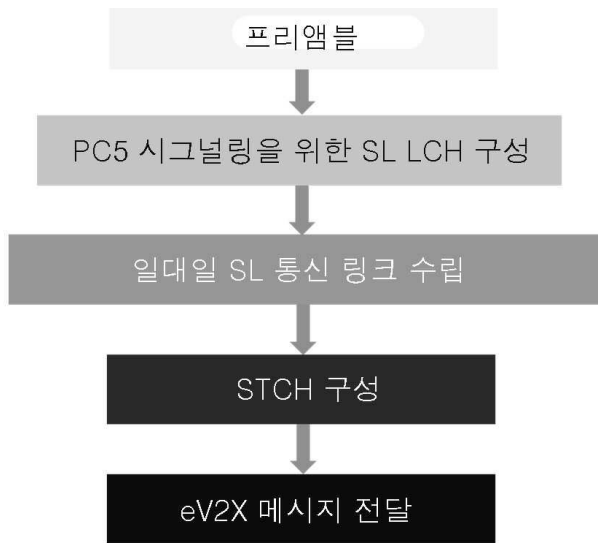 프리앰블
PC5 시그널링을 위한 SL LCH 구성
일대일 SL 통신 링크 수립
STCH 구성
eV2X 메시지 전달